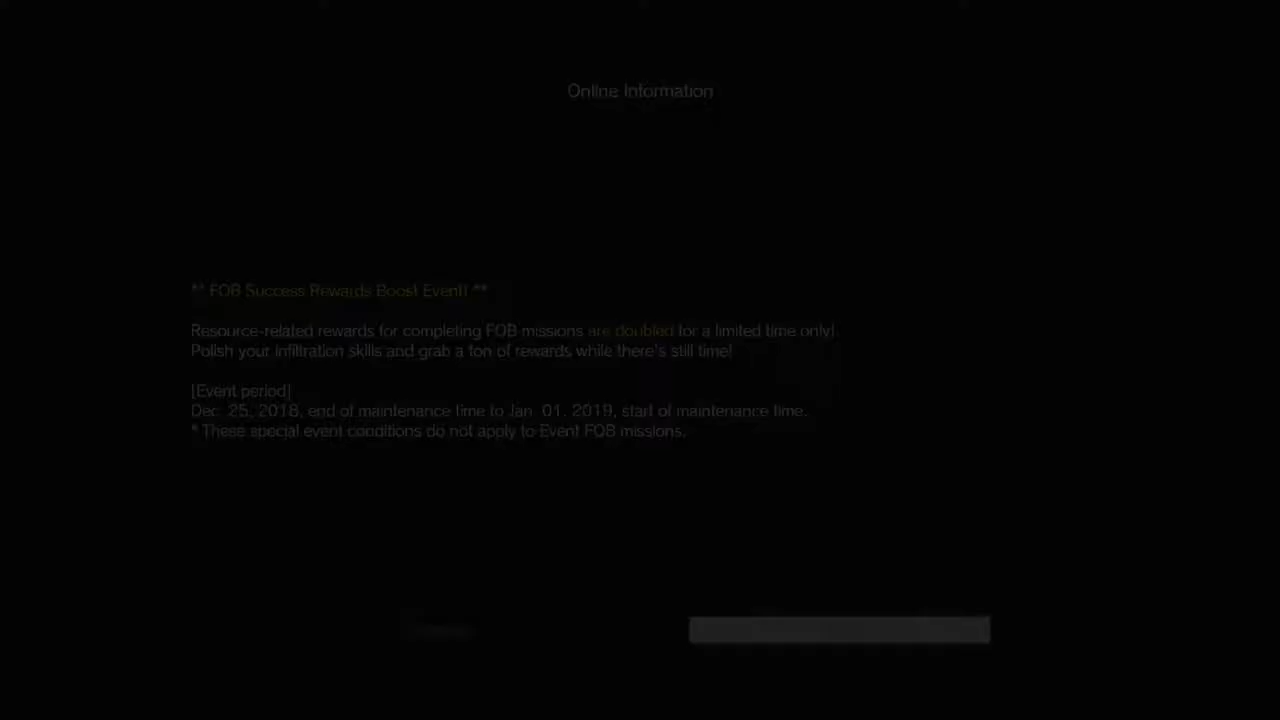 Online Information
** FOB Success Rewards Boost Event! **
Resource-related rewards for completing FOB missions are doubled for a limited time only!
Polish your infiltration skills and grab a ton of rewards while there's still time!
[Event period]
Dec. 25, 2018, end of maintenance time to Jan. 01, 2019, start of maintenance time.
* These special event conditions do not apply to Event FOB missions.